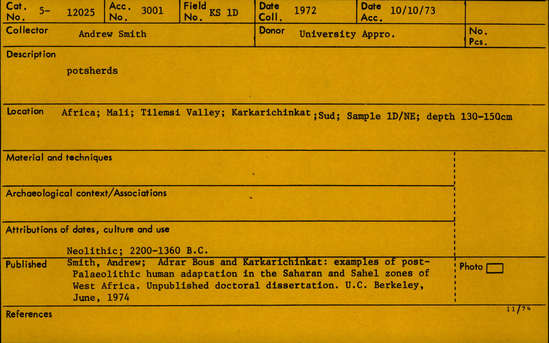 Cat. No. 5- 12025 Acc. No. 3001 Field No. KS 1D Date Coll. 1972 Date Acc. 10/10/73
Collector Andrew Smith Donor University Appro. No. Pcs.
Description
potsherds
Location Africa; Mali; Tilemsi Valley; Karkarichinkat ;Sud; Sample 1D/NE; depth 130-150cm
Material and techniques
Archaeological context/Associations
Attributions of dates, culture and use
Neolithic; 2200-1360 B.C.
Published Smith, Andrew; Adrar Bous and Karkarichinkat: examples of post-
Palaeolithic human adaptation in the Saharan and Sahel zones of
West Africa. Unpublished doctoral dissertation. U.C. Berkeley,
June, 1974
Photo
References
11/74